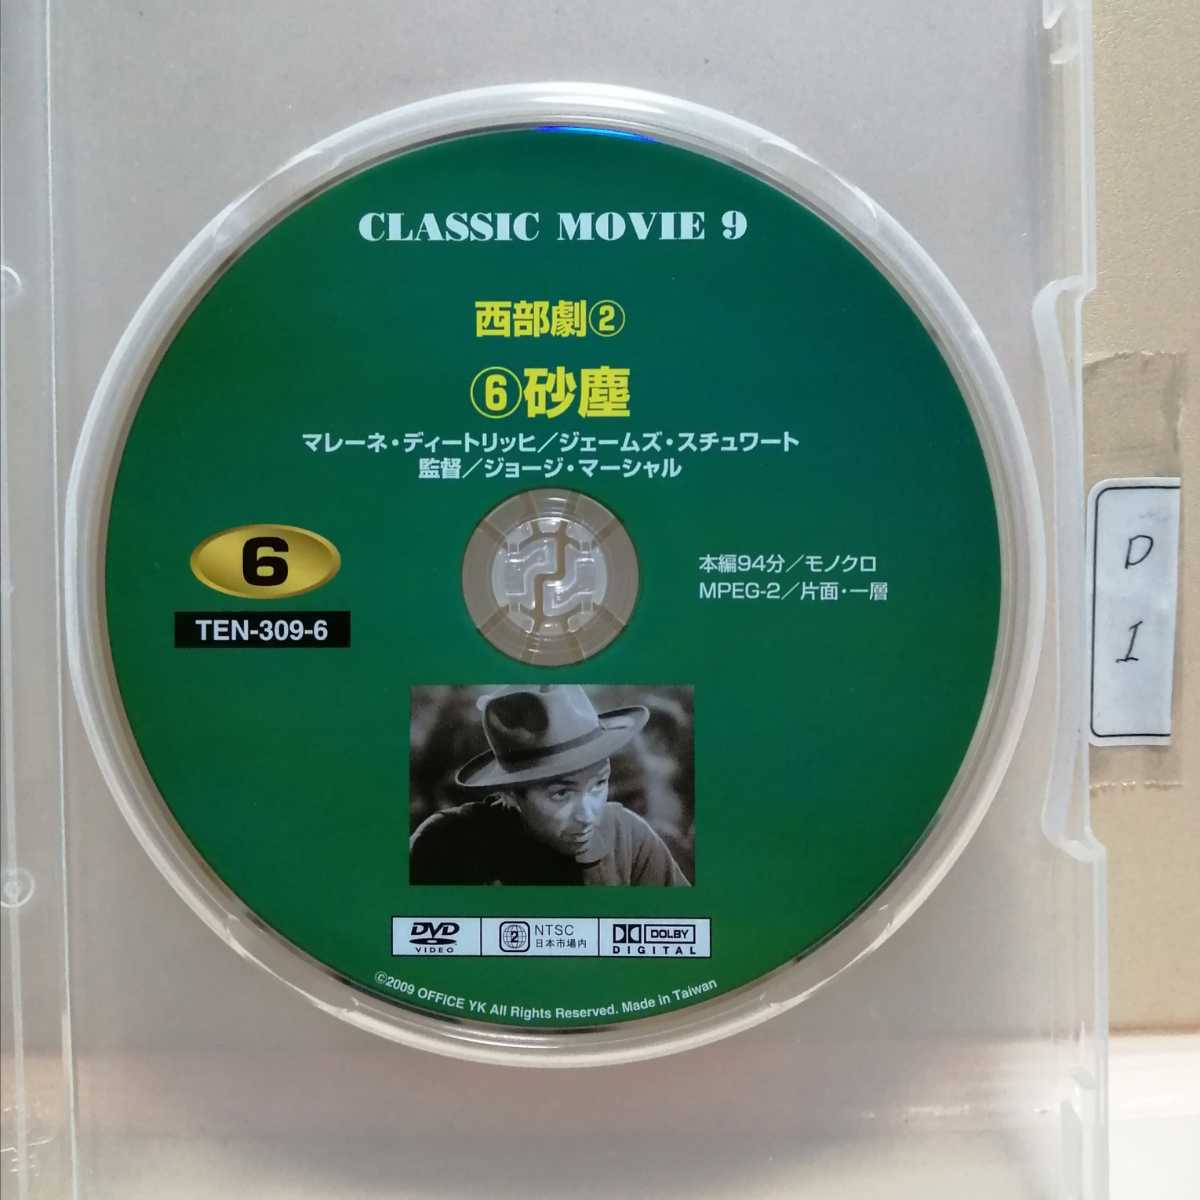 CLASSIC MOVIE 9
西部劇②
⑥砂塵
マレーネ・ディートリッヒ／ジェームズ・スチュワート
監督／ジョージ・マーシャル
6
TEN-309-6
本編94分／モノクロ
MPEG-2／片面・一層
D
I
DVD
VIDEO
2
NTSC
日本市場内
DOLBY
DIGITAL
©2009 OFFICE YK All Rights Reserved. Made in Taiwan